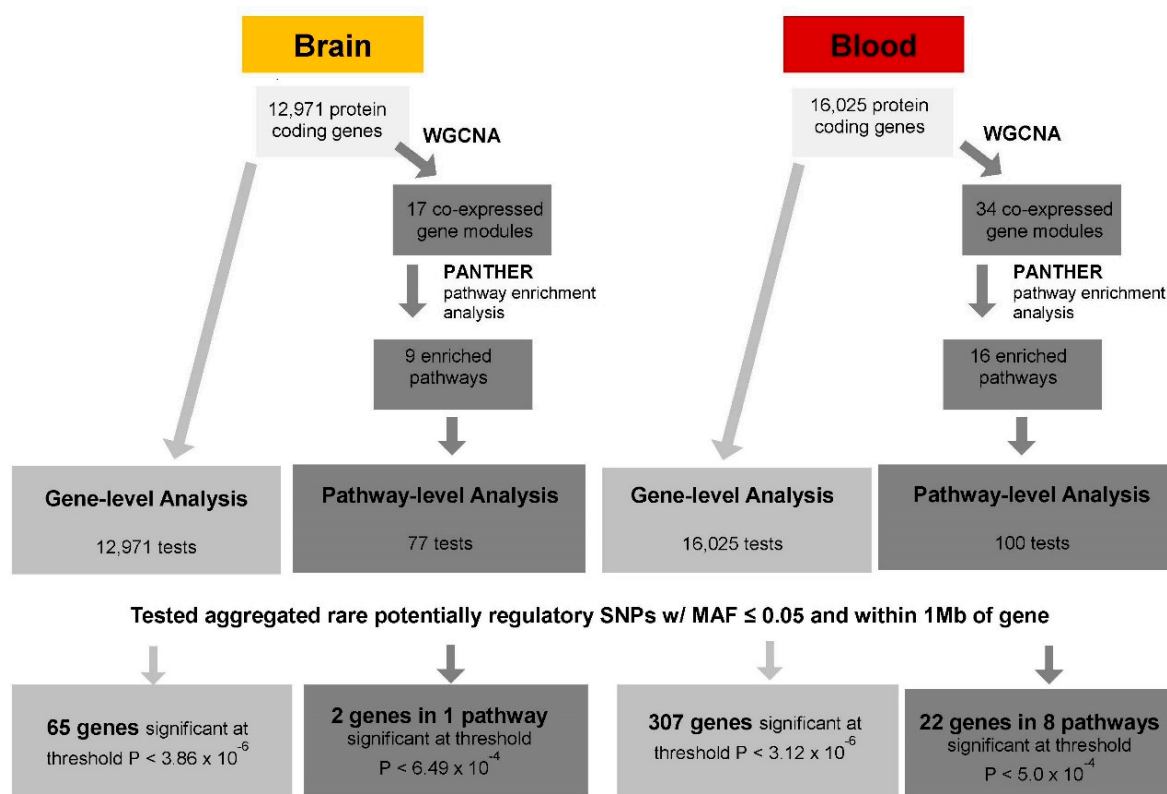 Brain
12,971 protein
coding genes
WGCNA
17 co-expressed
gene modules
PANTHER
pathway enrichment
analysis
9 enriched
pathways
Gene-level Analysis
12,971 tests
Pathway-level Analysis
77 tests
Blood
16,025 protein
coding genes
WGCNA
34 co-expressed
gene modules
PANTHER
pathway enrichment
analysis
16 enriched
pathways
Gene-level Analysis
16,025 tests
Pathway-level Analysis
100 tests
Tested aggregated rare potentially regulatory SNPs w/ MAF ≤ 0.05 and within 1Mb of gene
65 genes significant at
threshold P < 3.86 x 10⁻⁶
2 genes in 1 pathway
significant at threshold
P < 6.49 x 10⁻⁴
307 genes significant at
threshold P < 3.12 x 10⁻⁶
22 genes in 8 pathways
significant at threshold
P < 5.0 x 10⁻⁴